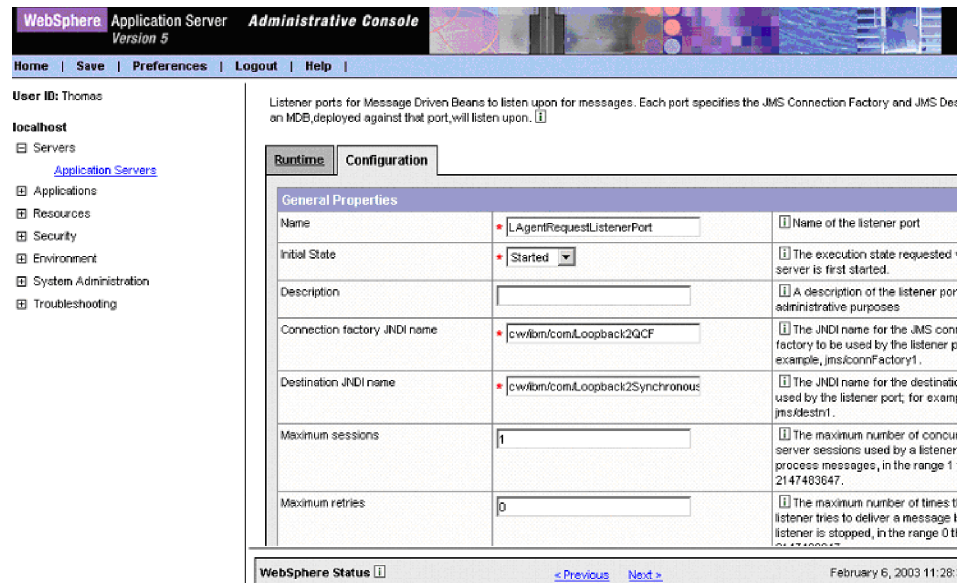 WebSphere Application Server Administrative Console
Version 5
Home | Save | Preferences | Logout | Help |
User ID: Thomas
localhost
Servers
Application Servers
Applications
Resources
Security
Environment
System Administration
Troubleshooting
Listener ports for Message Driven Beans to listen upon for messages. Each port specifies the JMS Connection Factory and JMS Des
an MDB,deployed against that port,will listen upon. i
Runtime Configuration
General Properties
Name
* LAgentRequestListenerPort
i Name of the listener port
Initial State
* Started
i The execution state requested
server is first started.
Description
i A description of the listener por
administrative purposes
Connection factory JNDI name
* cw/ibm/com/Loopback2QCF
i The JNDI name for the JMS conn
factory to be used by the listener p
example, jms/connFactory1.
Destination JNDI name
* cw/ibm/com/Loopback2Synchronous
i The JNDI name for the destinatio
used by the listener port; for examp
jms/destn1.
Maximum sessions
1
i The maximum number of concur
server sessions used by a listener
process messages, in the range 1
2147483647.
Maximum retries
0
i The maximum number of times t
listener tries to deliver a message
listener is stopped, in the range 0 t
WebSphere Status i
< Previous Next >
February 6, 2003 11:28: